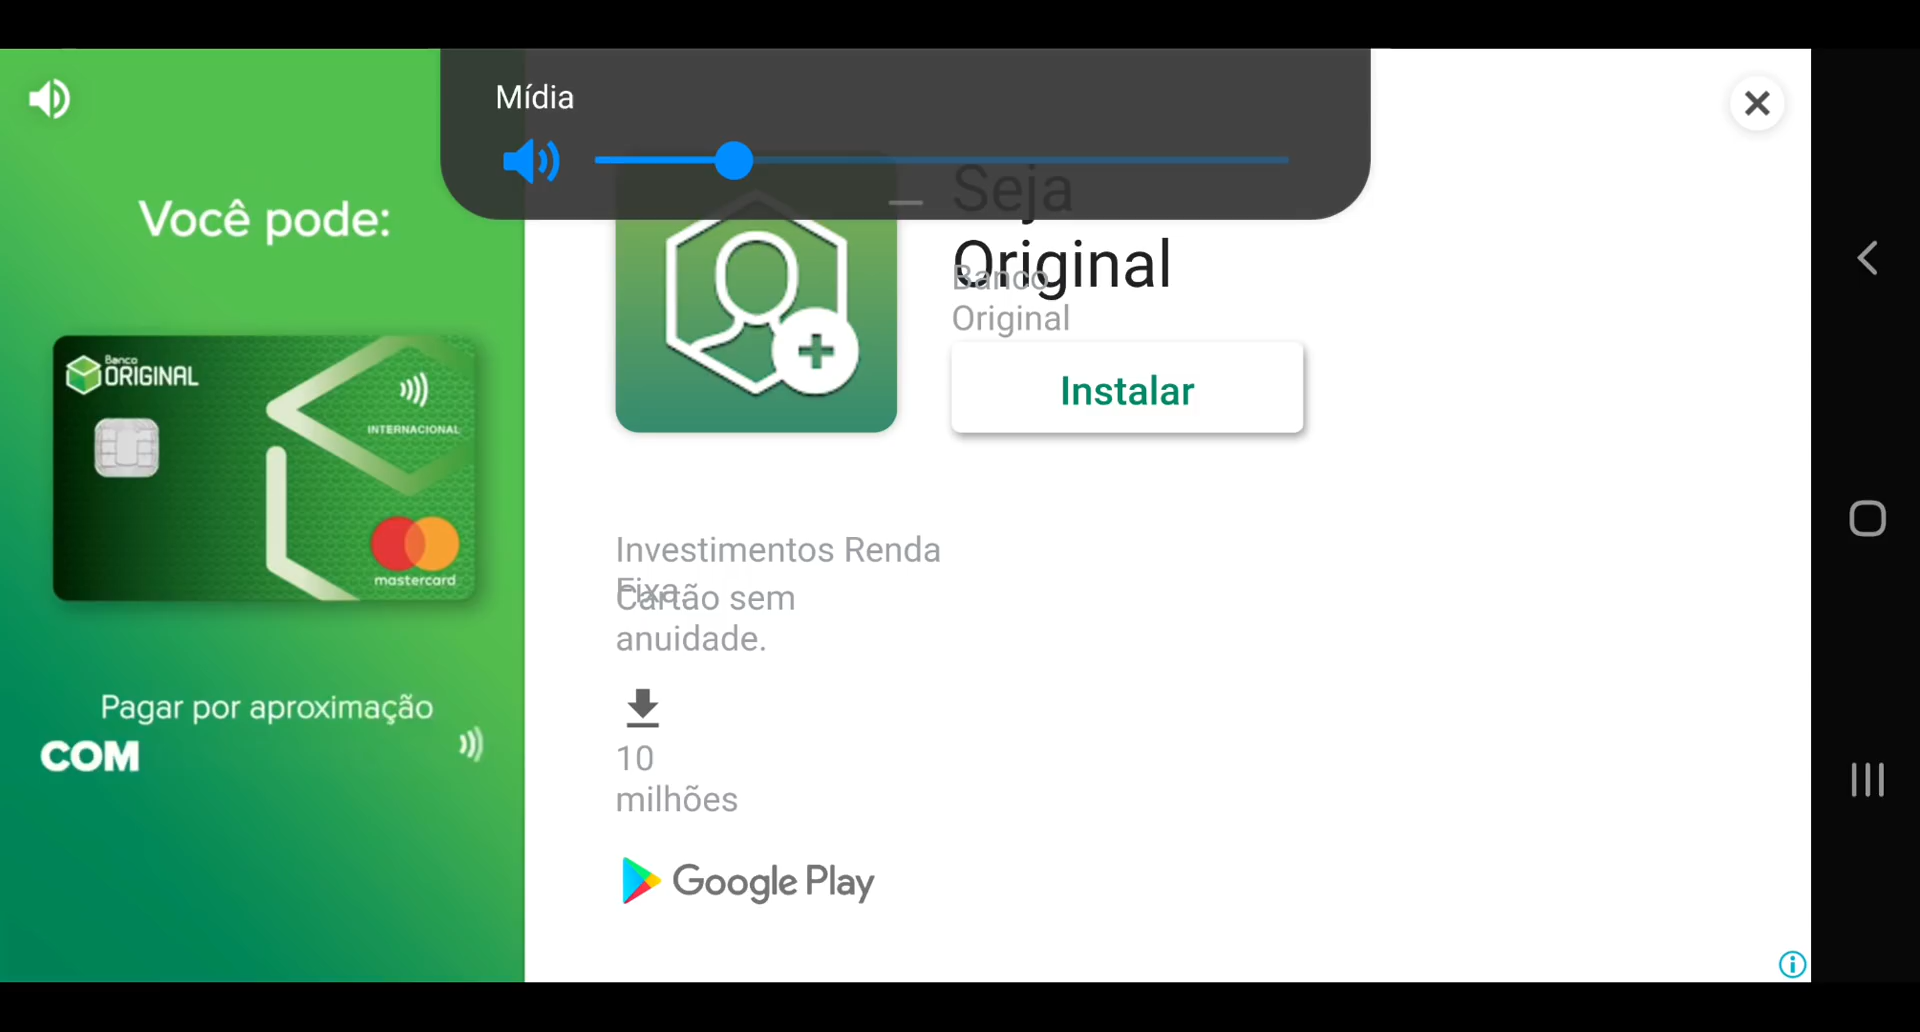 Mídia
Você pode:
Banco
ORIGINAL
INTERNACIONAL
mastercard
Pagar por aproximação
COM
Seja
Original
Banco
Original
Instalar
Investimentos Renda
Fixa.
Cartão sem
anuidade.
10
milhões
Google Play